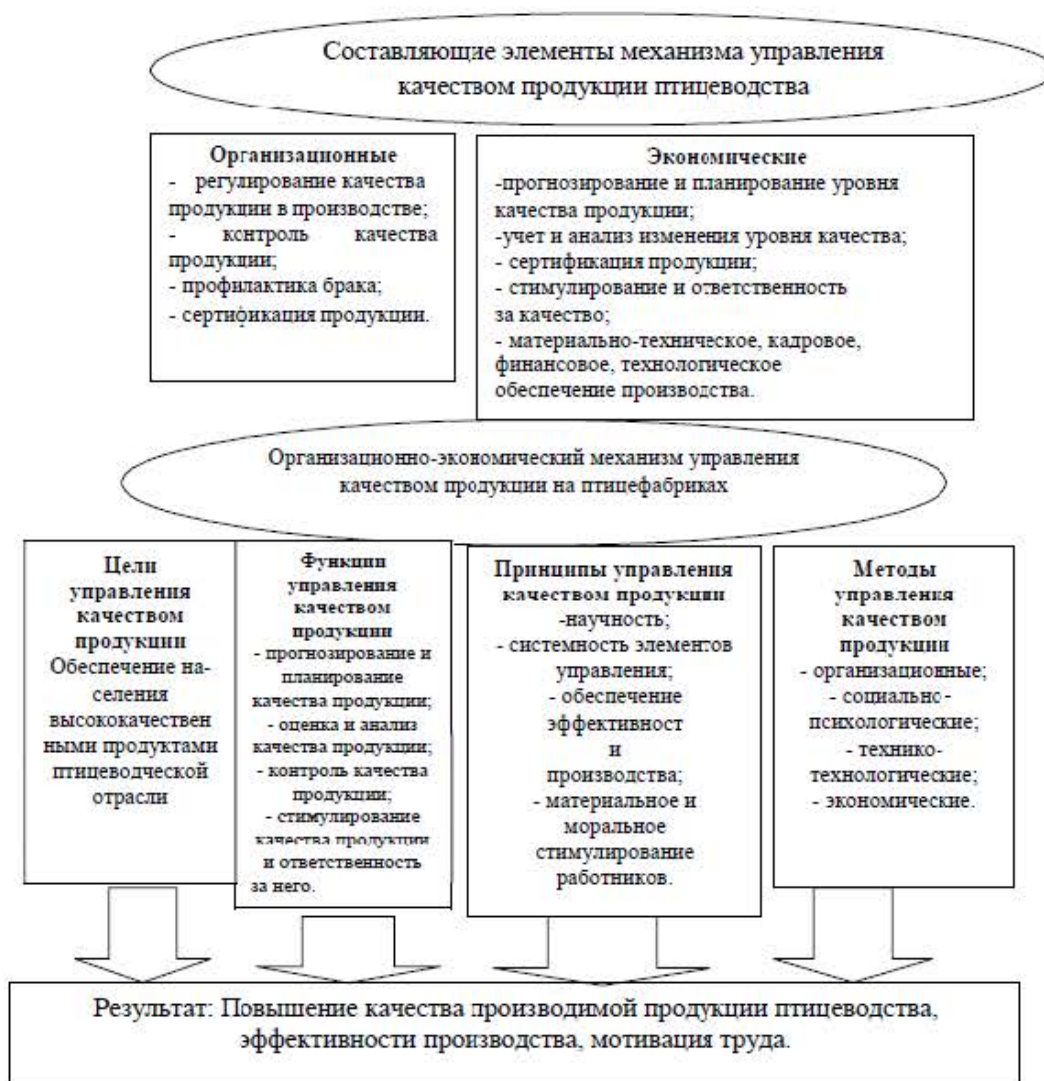 Составляющие элементы механизма управления
качеством продукции птицеводства
Организационные
- регулирование качества
продукции в производстве;
- контроль качества
продукции;
- профилактика брака;
- сертификация продукции.
Экономические
-прогнозирование и планирование уровня
качества продукции;
-учет и анализ изменения уровня качества;
- сертификация продукции;
- стимулирование и ответственность
за качество;
- материально-техническое, кадровое,
финансовое, технологическое
обеспечение производства.
Организационно-экономический механизм управления
качеством продукции на птицефабриках
Цели
управления
качеством
продукции
Обеспечение на-
селения
высококачествен
ными продуктами
птицеводческой
отрасли
Функции
управления
качеством
продукции
- прогнозирование и
планирование
качества продукции;
- оценка и анализ
качества продукции;
- контроль качества
продукции;
- стимулирование
качества продукции
и ответственность
за него.
Принципы управления
качеством продукции
-научность;
- системность элементов
управления;
- обеспечение
эффективност
и
производства;
- материальное и
моральное
стимулирование
работников.
Методы
управления
качеством
продукции
- организационные;
- социально-
психологические;
- технико-
технологические;
- экономические.
Результат: Повышение качества производимой продукции птицеводства,
эффективности производства, мотивация труда.